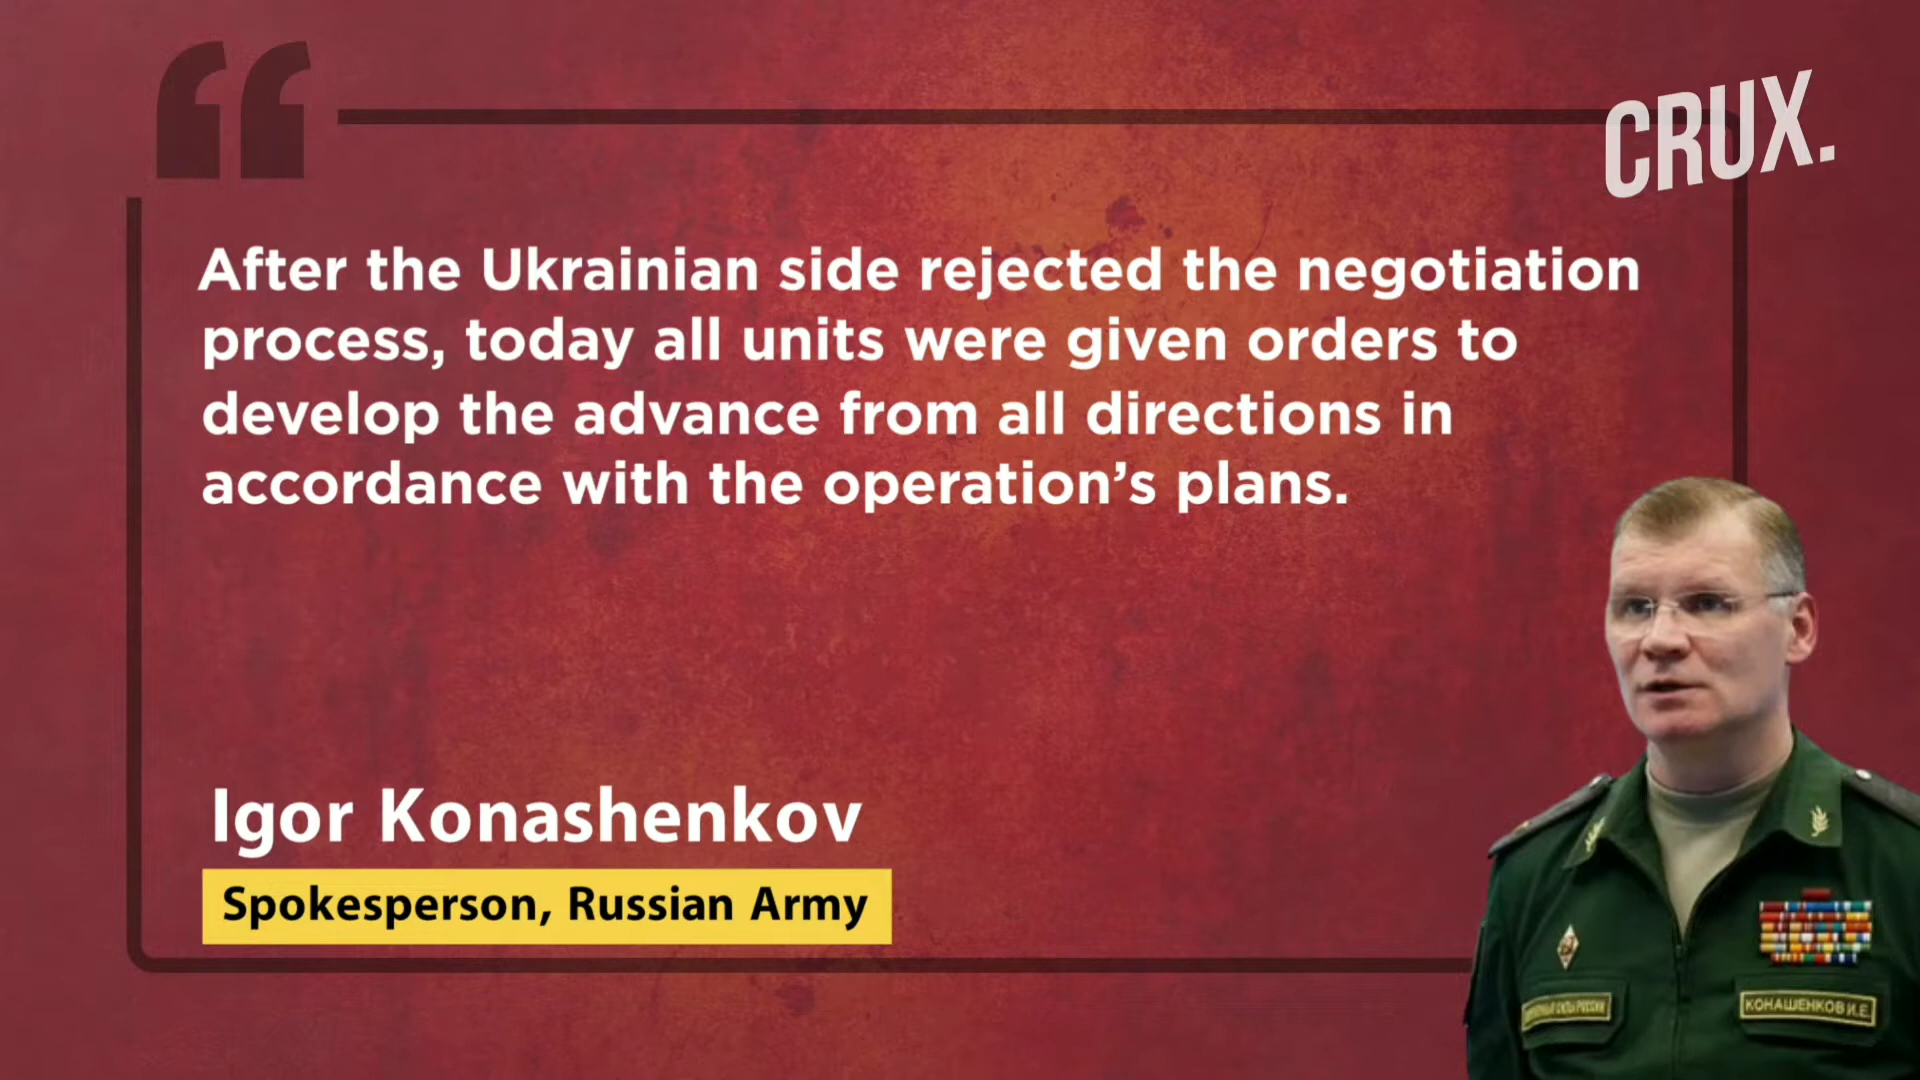 CRUX.
After the Ukrainian side rejected the negotiation
process, today all units were given orders to
develop the advance from all directions in
accordance with the operation’s plans.
Igor Konashenkov
Spokesperson, Russian Army
КОНАШЕНКОВ И.Е.